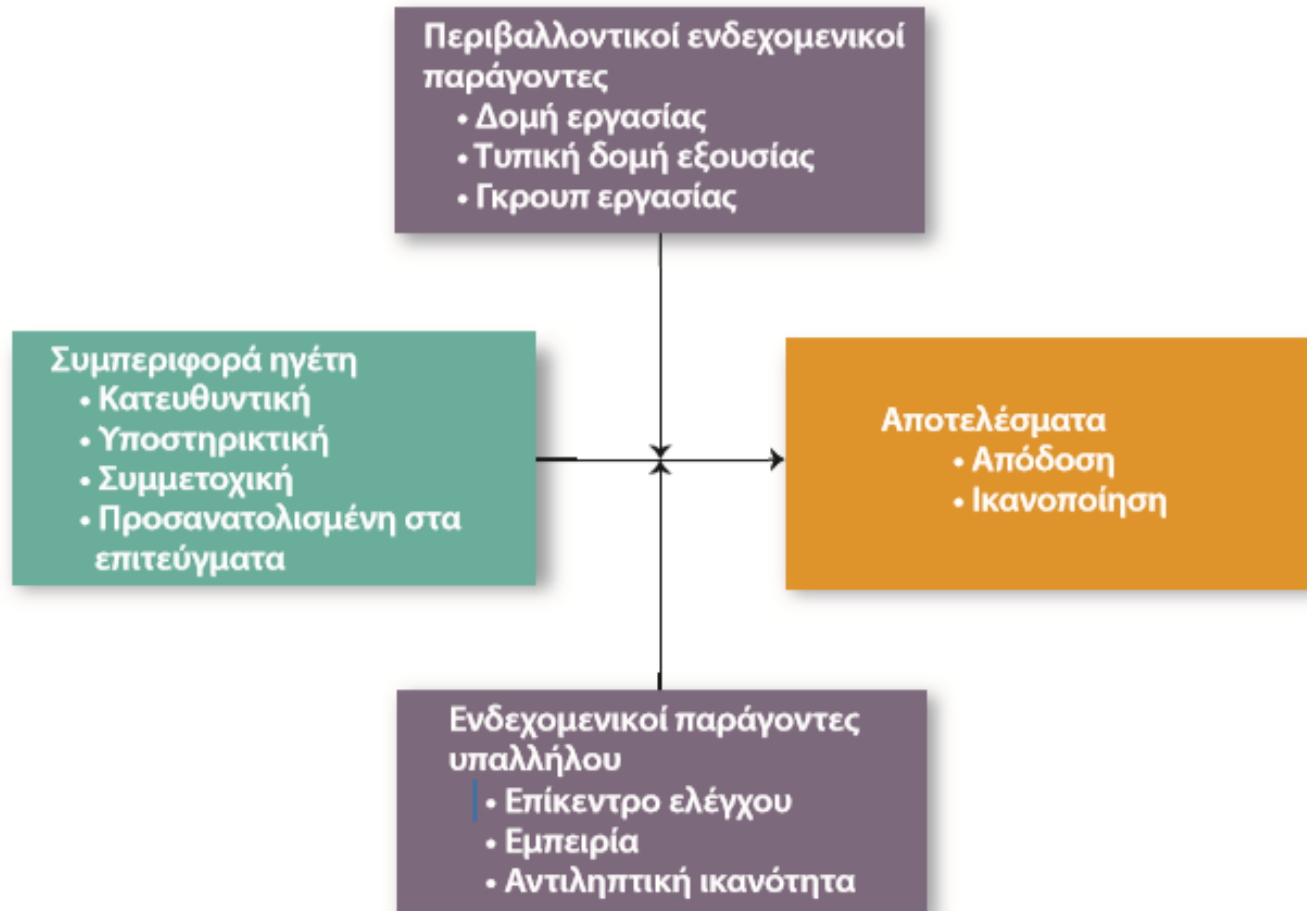 Περιβαλλοντικοί ενδεχομενικοί
παράγοντες
• Δομή εργασίας
• Τυπική δομή εξουσίας
• Γκρουπ εργασίας
Συμπεριφορά ηγέτη
• Κατευθυντική
• Υποστηρικτική
• Συμμετοχική
• Προσανατολισμένη στα
επιτεύγματα
Αποτελέσματα
• Απόδοση
• Ικανοποίηση
Ενδεχομενικοί παράγοντες
υπαλλήλου
• Επίκεντρο ελέγχου
• Εμπειρία
• Αντιληπτική ικανότητα